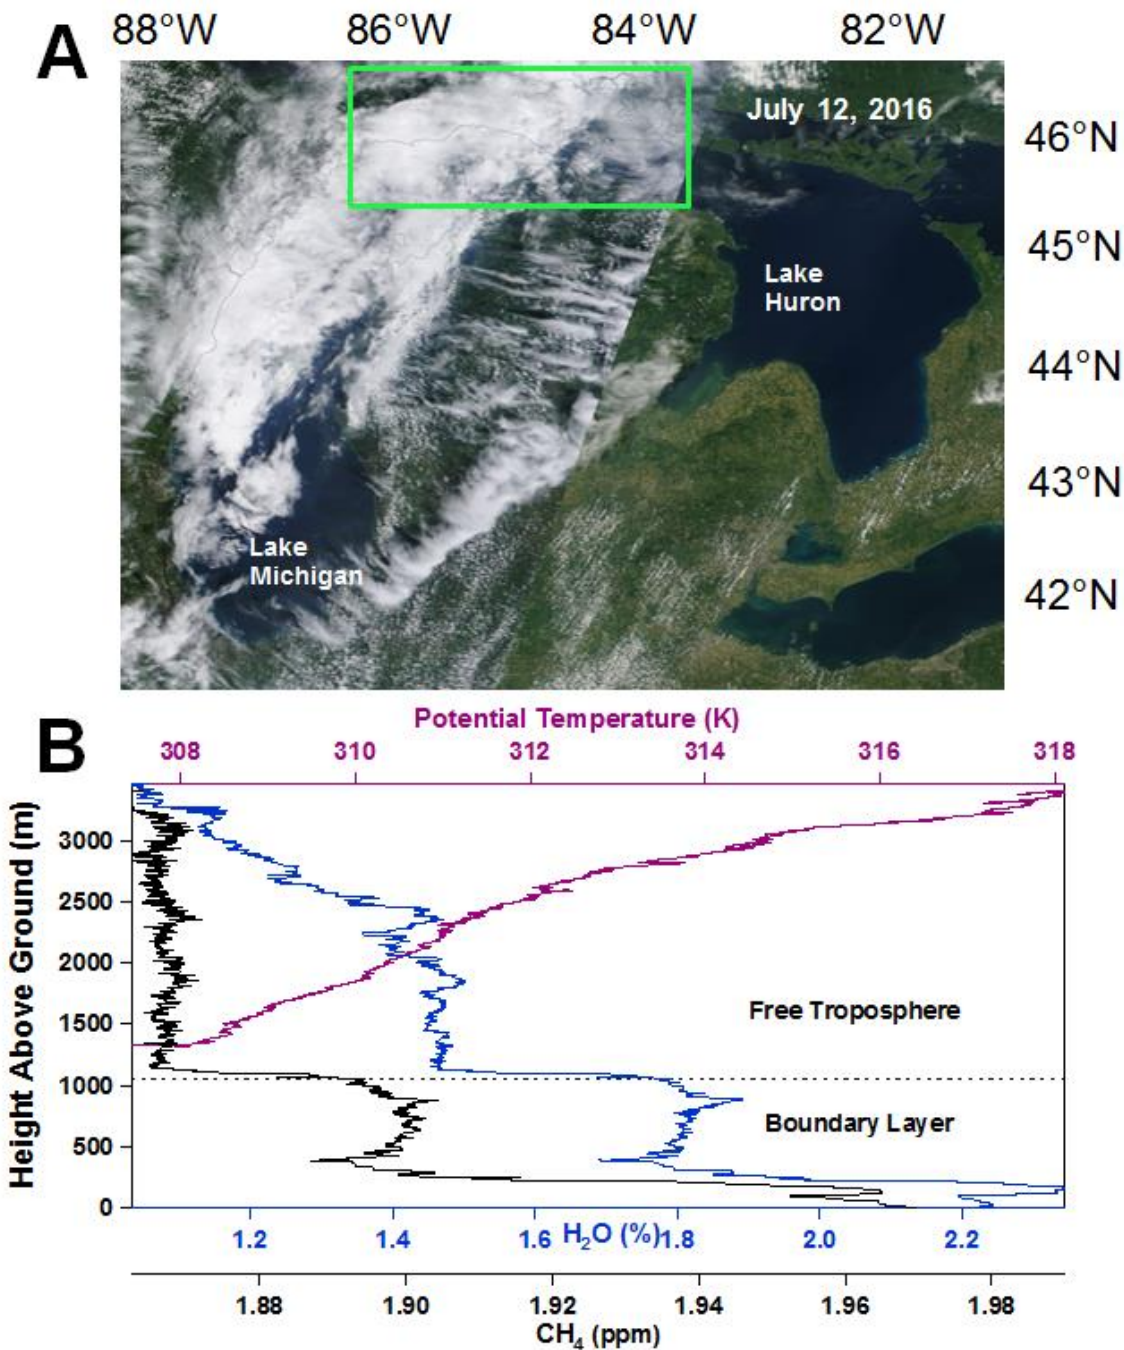 A
88°W 86°W 84°W 82°W
July 12, 2016
46°N
45°N
Lake
Huron
44°N
43°N
Lake
Michigan
42°N
B
Potential Temperature (K)
308 310 312 314 316 318
Height Above Ground (m)
3000
2500
2000
1500
Free Troposphere
1000
Boundary Layer
500
0
1.2 1.4 1.6 H₂O (%) 1.8 2.0 2.2
1.88 1.90 1.92 1.94 1.96 1.98
CH₄ (ppm)